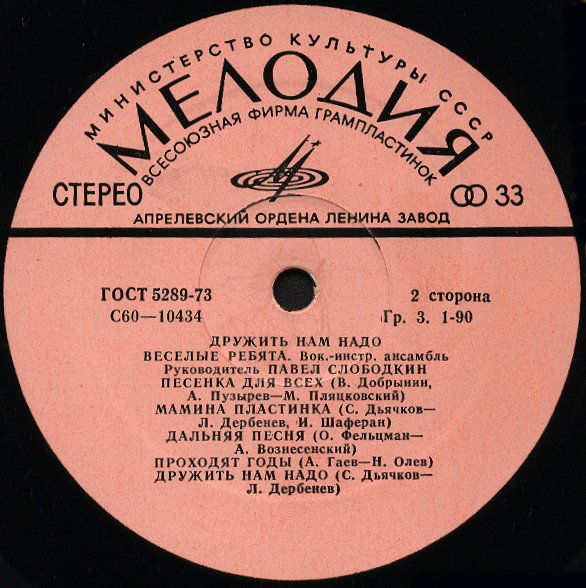 МИНИСТЕРСТВО КУЛЬТУРЫ СССР
МЕЛОДИЯ
ВСЕСОЮЗНАЯ ФИРМА ГРАМПЛАСТИНОК
СТЕРЕО
33
АПРЕЛЕВСКИЙ ОРДЕНА ЛЕНИНА ЗАВОД
ГОСТ 5289-73
2 сторона
С60—10434
Гр. 3. 1-90
ДРУЖИТЬ НАМ НАДО
ВЕСЕЛЫЕ РЕБЯТА. Вок.-инстр. ансамбль
Руководитель ПАВЕЛ СЛОБОДКИН
ПЕСЕНКА ДЛЯ ВСЕХ (В. Добрынин,
А. Пузырев—М. Пляцковский)
МАМИНА ПЛАСТИНКА (С. Дьячков—
Л. Дербенев, И. Шаферан)
ДАЛЬНЯЯ ПЕСНЯ (О. Фельцман—
А. Вознесенский)
ПРОХОДЯТ ГОДЫ (А. Гаев—Н. Олев)
ДРУЖИТЬ НАМ НАДО (С. Дьячков—
Л. Дербенев)